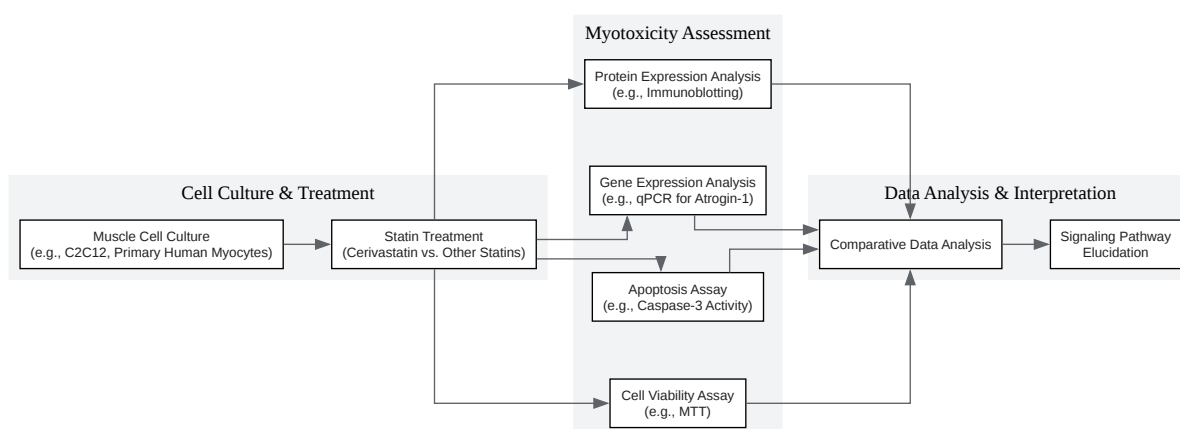 Cell Culture & Treatment
Muscle Cell Culture
(e.g., C2C12, Primary Human Myocytes)
Statin Treatment
(Cerivastatin vs. Other Statins)
Myotoxicity Assessment
Protein Expression Analysis
(e.g., Immunoblotting)
Gene Expression Analysis
(e.g., qPCR for Atrogin-1)
Apoptosis Assay
(e.g., Caspase-3 Activity)
Cell Viability Assay
(e.g., MTT)
Data Analysis & Interpretation
Comparative Data Analysis
Signaling Pathway
Elucidation